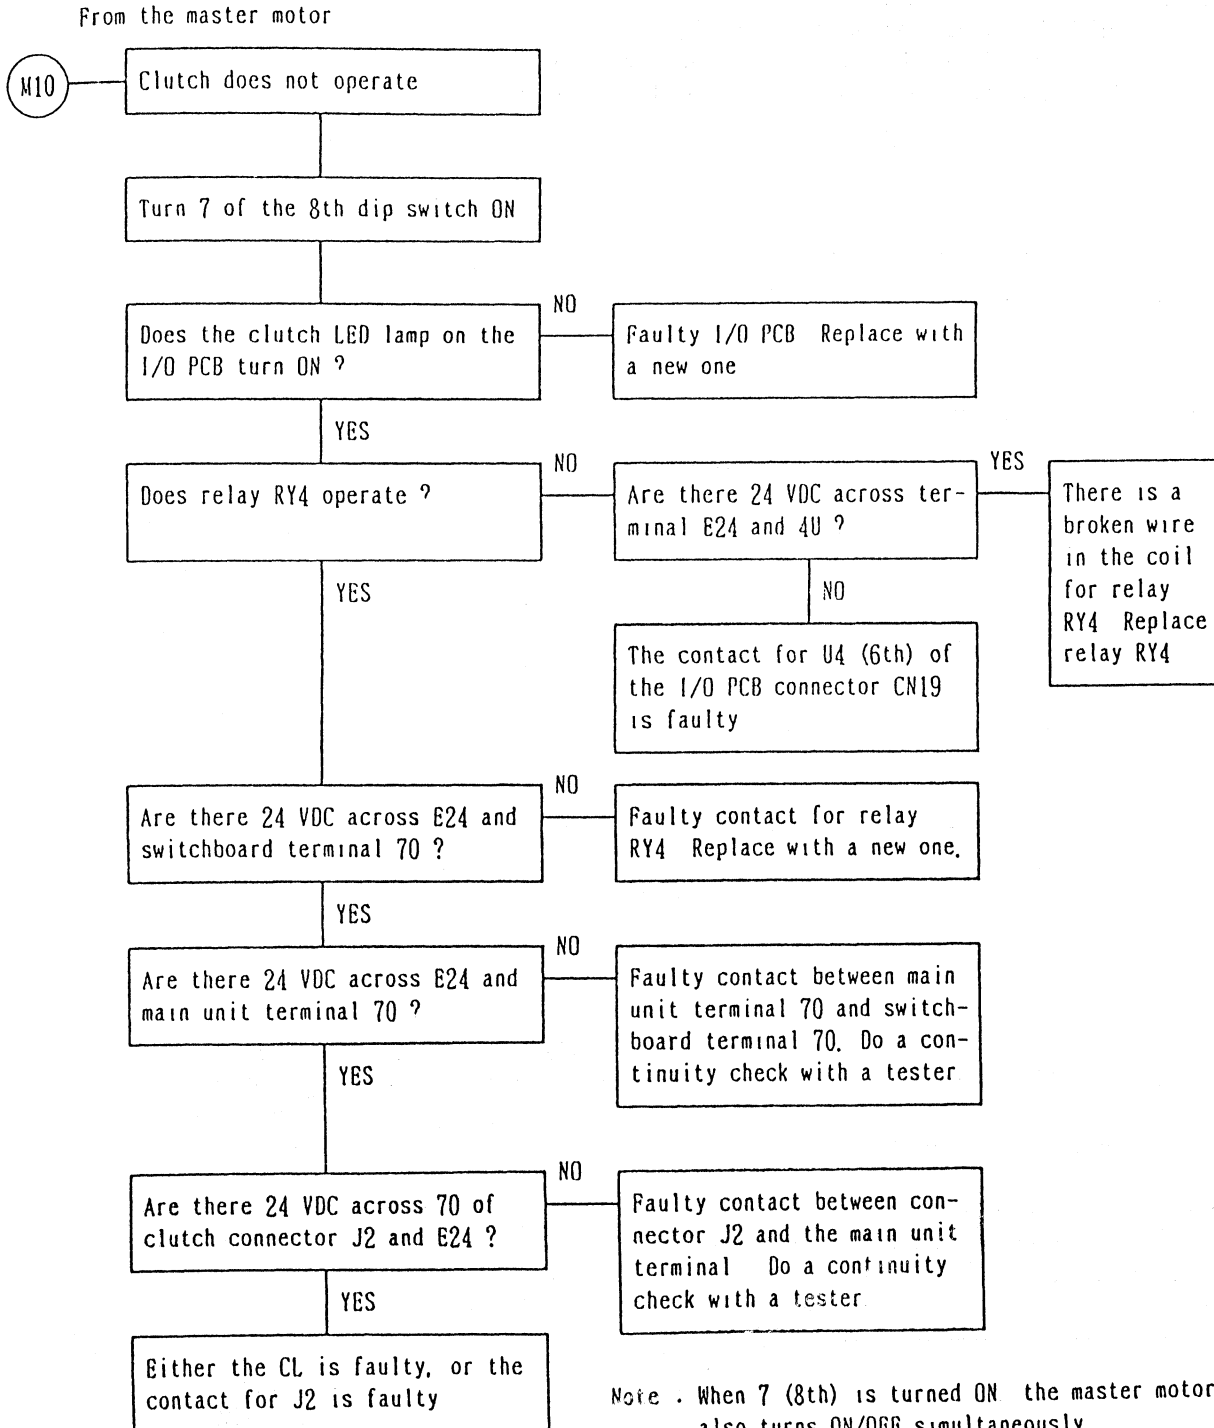 From the master motor
M10
Clutch does not operate
Turn 7 of the 8th dip switch ON
Does the clutch LED lamp on the
I/O PCB turn ON ?
NO
Faulty I/O PCB Replace with
a new one
YES
Does relay RY4 operate ?
NO
Are there 24 VDC across ter-
minal E24 and 4U ?
YES
There is a
broken wire
in the coil
for relay
RY4 Replace
relay RY4
NO
The contact for U4 (6th) of
the I/O PCB connector CN19
is faulty
YES
Are there 24 VDC across E24 and
switchboard terminal 70 ?
NO
Faulty contact for relay
RY4 Replace with a new one.
YES
Are there 24 VDC across E24 and
main unit terminal 70 ?
NO
Faulty contact between main
unit terminal 70 and switch-
board terminal 70. Do a con-
tinuity check with a tester
YES
Are there 24 VDC across 70 of
clutch connector J2 and E24 ?
NO
Faulty contact between con-
nector J2 and the main unit
terminal Do a continuity
check with a tester
YES
Either the CL is faulty, or the
contact for J2 is faulty
Note . When 7 (8th) is turned ON the master motor
also turns ON/OFF simultaneously